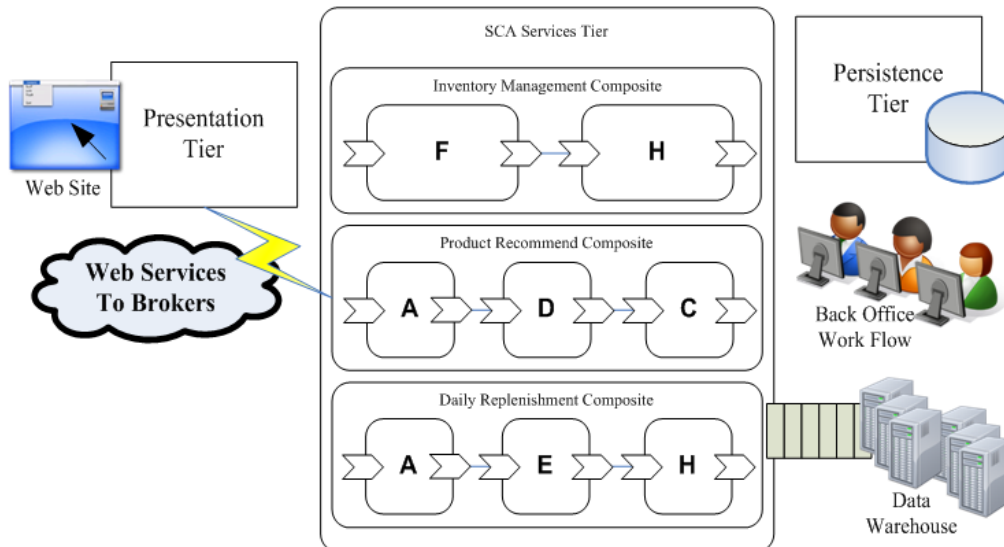 SCA Services Tier
Presentation
Tier
Web Site
Web Services
To Brokers
Inventory Management Composite
F
H
Product Recommend Composite
A
D
C
Daily Replenishment Composite
A
E
H
Persistence
Tier
Back Office
Work Flow
Data
Warehouse